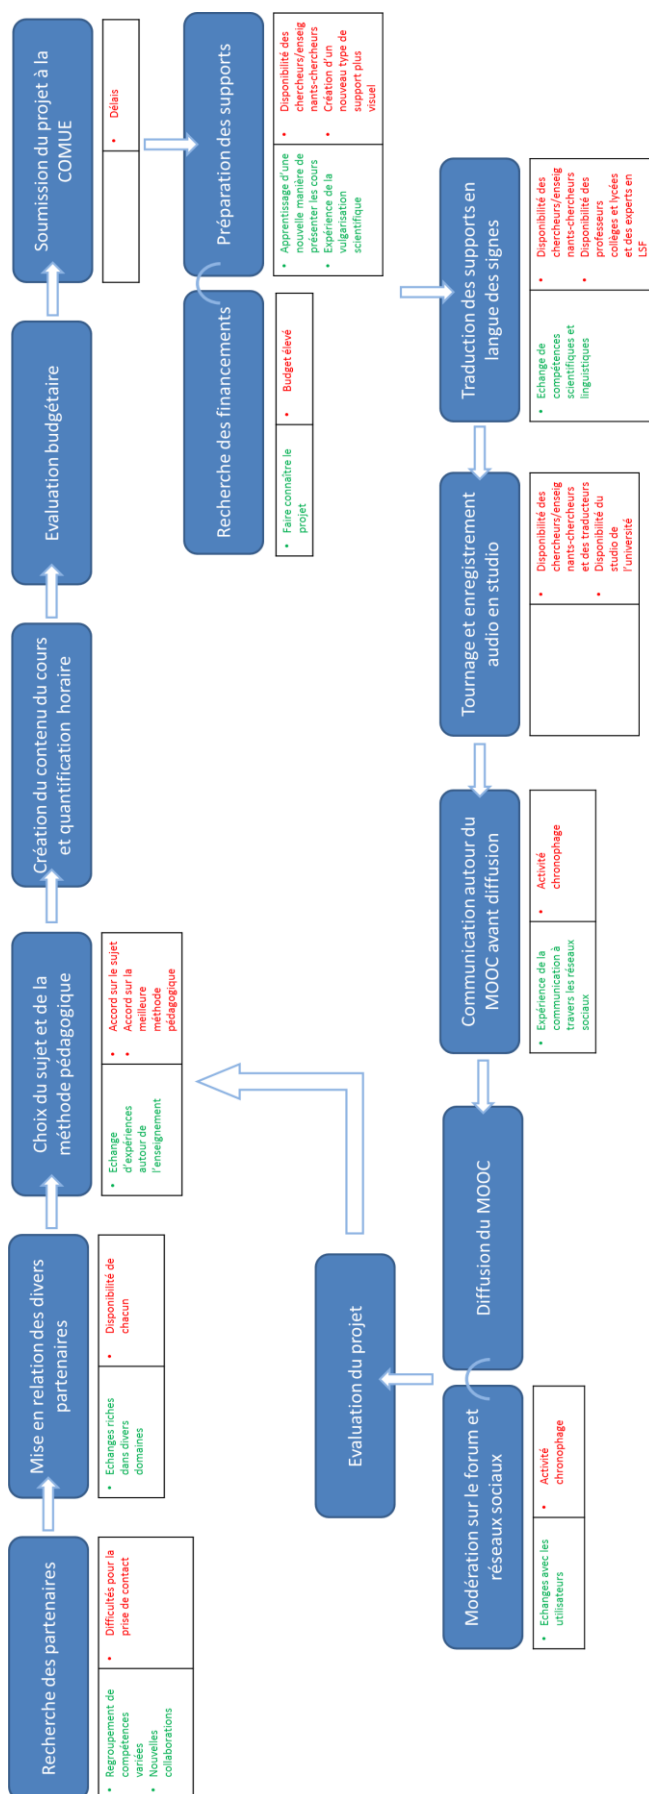 Recherche des partenaires
• Regroupement de
compétences
variées
• Nouvelles
collaborations
• Difficultés pour la
prise de contact
Mise en relation des divers
partenaires
• Echanges riches
dans divers
domaines
• Disponibilité de
chacun
Choix du sujet et de la
méthode pédagogique
• Echange
d'expériences
autour de
l'enseignement
• Accord sur le sujet
• Accord sur la
meilleure
méthode
pédagogique
Création du contenu du cours
et quantification horaire
Evaluation budgétaire
Soumission du projet à la
COMUE
• Délais
Recherche des financements
• Faire connaître le
projet
• Budget élevé
Préparation des supports
• Apprentissage d'une
nouvelle manière de
présenter les cours
• Expérience de la
vulgarisation
scientifique
• Disponibilité des
chercheurs/enseig
nants-chercheurs
• Création d'un
nouveau type de
support plus
visuel
Traduction des supports en
langue des signes
• Echange de
compétences
scientifiques et
linguistiques
• Disponibilité des
chercheurs/enseig
nants-chercheurs
• Disponibilité des
professeurs
collèges et lycées
et des experts en
LSF
Tournage et enregistrement
audio en studio
• Disponibilité des
chercheurs/enseig
nants-chercheurs
et des traducteurs
• Disponibilité du
studio de
l'université
Communication autour du
MOOC avant diffusion
• Expérience de la
communication à
travers les réseaux
sociaux
• Activité
chronophage
Diffusion du MOOC
Modération sur le forum et
réseaux sociaux
• Echanges avec les
utilisateurs
• Activité
chronophage
Evaluation du projet